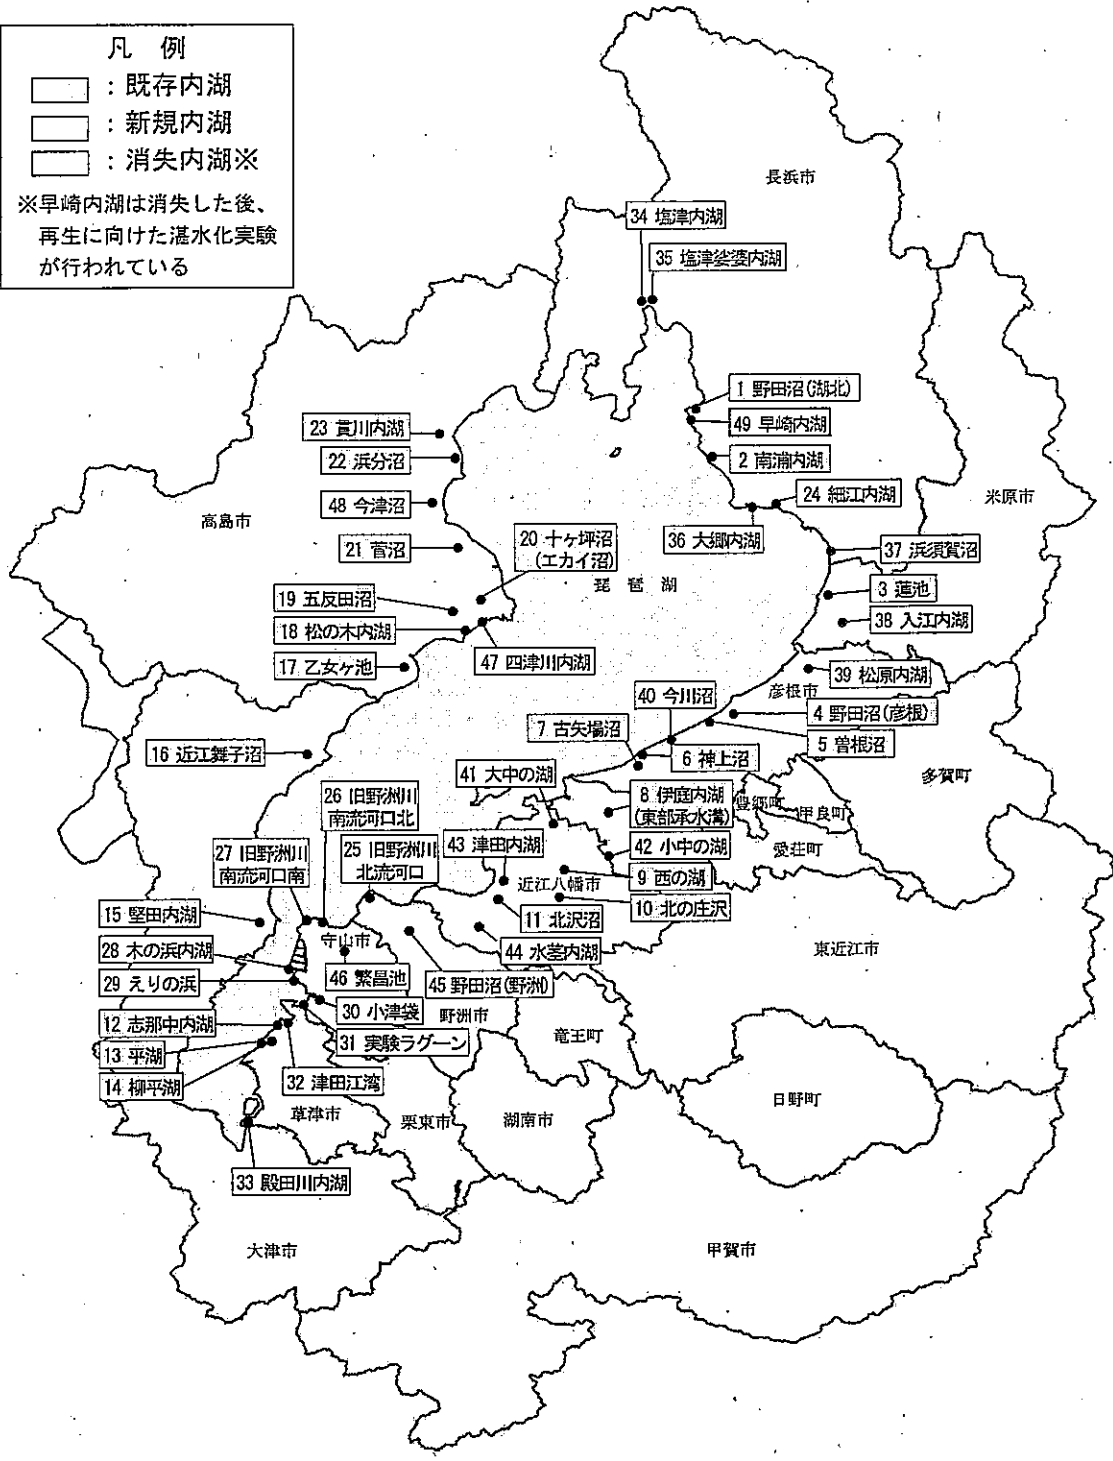 凡 例
：既存内湖
：新規内湖
：消失内湖※
※早崎内湖は消失した後、
再生に向けた湛水化実験
が行われている
長浜市
34 塩津内湖
35 塩津娑婆内湖
1 野田沼(湖北)
49 早崎内湖
2 南浦内湖
24 細江内湖
米原市
23 貫川内湖
22 浜分沼
48 今津沼
高島市
21 菅沼
20 十ヶ坪沼
(エカイ沼)
36 大郷内湖
37 浜須賀沼
琵 琶 湖
3 蓮池
19 五反田沼
38 入江内湖
18 松の木内湖
47 四津川内湖
17 乙女ヶ池
39 松原内湖
彦根市
40 今川沼
4 野田沼(彦根)
7 古矢場沼
5 曽根沼
16 近江舞子沼
6 神上沼
多賀町
41 大中の湖
26 旧野洲川
南流河口北
8 伊庭内湖
(東部承水溝)
豊郷町
甲良町
27 旧野洲川
南流河口南
25 旧野洲川
北流河口
43 津田内湖
42 小中の湖
愛荘町
近江八幡市
9 西の湖
10 北の庄沢
15 堅田内湖
11 北沢沼
守山市
東近江市
28 木の浜内湖
44 水茎内湖
46 繁昌池
45 野田沼(野洲)
29 えりの浜
30 小津袋
野洲市
12 志那中内湖
31 実験ラグーン
竜王町
13 平湖
14 柳平湖
32 津田江湾
草津市
栗東市
湖南市
日野町
33 殿田川内湖
大津市
甲賀市